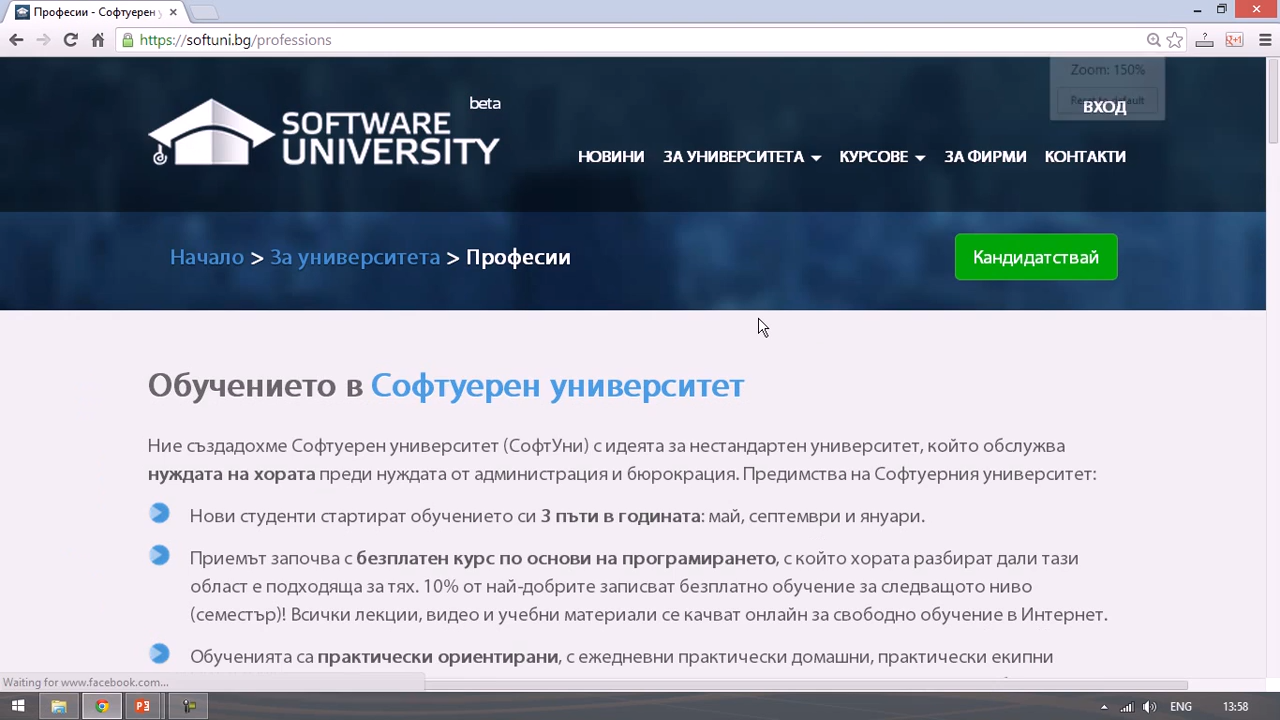 Професии - Софтуерен у
https://softuni.bg/professions
Zoom: 150%
ВХОД
beta
SOFTWARE
UNIVERSITY
НОВИНИ ЗА УНИВЕРСИТЕТА КУРСОВЕ ЗА ФИРМИ КОНТАКТИ
Начало > За университета > Професии
Кандидатствай
Обучението в Софтуерен университет
Ние създадохме Софтуерен университет (СофтУни) с идеята за нестандартен университет, който обслужва
нуждата на хората преди нуждата от администрация и бюрокрация. Предимства на Софтуерния университет:
Нови студенти стартират обучението си 3 пъти в годината: май, септември и януари.
Приемът започва с безплатен курс по основи на програмирането, с който хората разбират дали тази
област е подходяща за тях. 10% от най-добрите записват безплатно обучение за следващото ниво
(семестър)! Всички лекции, видео и учебни материали се качват онлайн за свободно обучение в Интернет.
Обученията са практически ориентирани, с ежедневни практически домашни, практически екипни
Waiting for www.facebook.com...
ENG 13:58